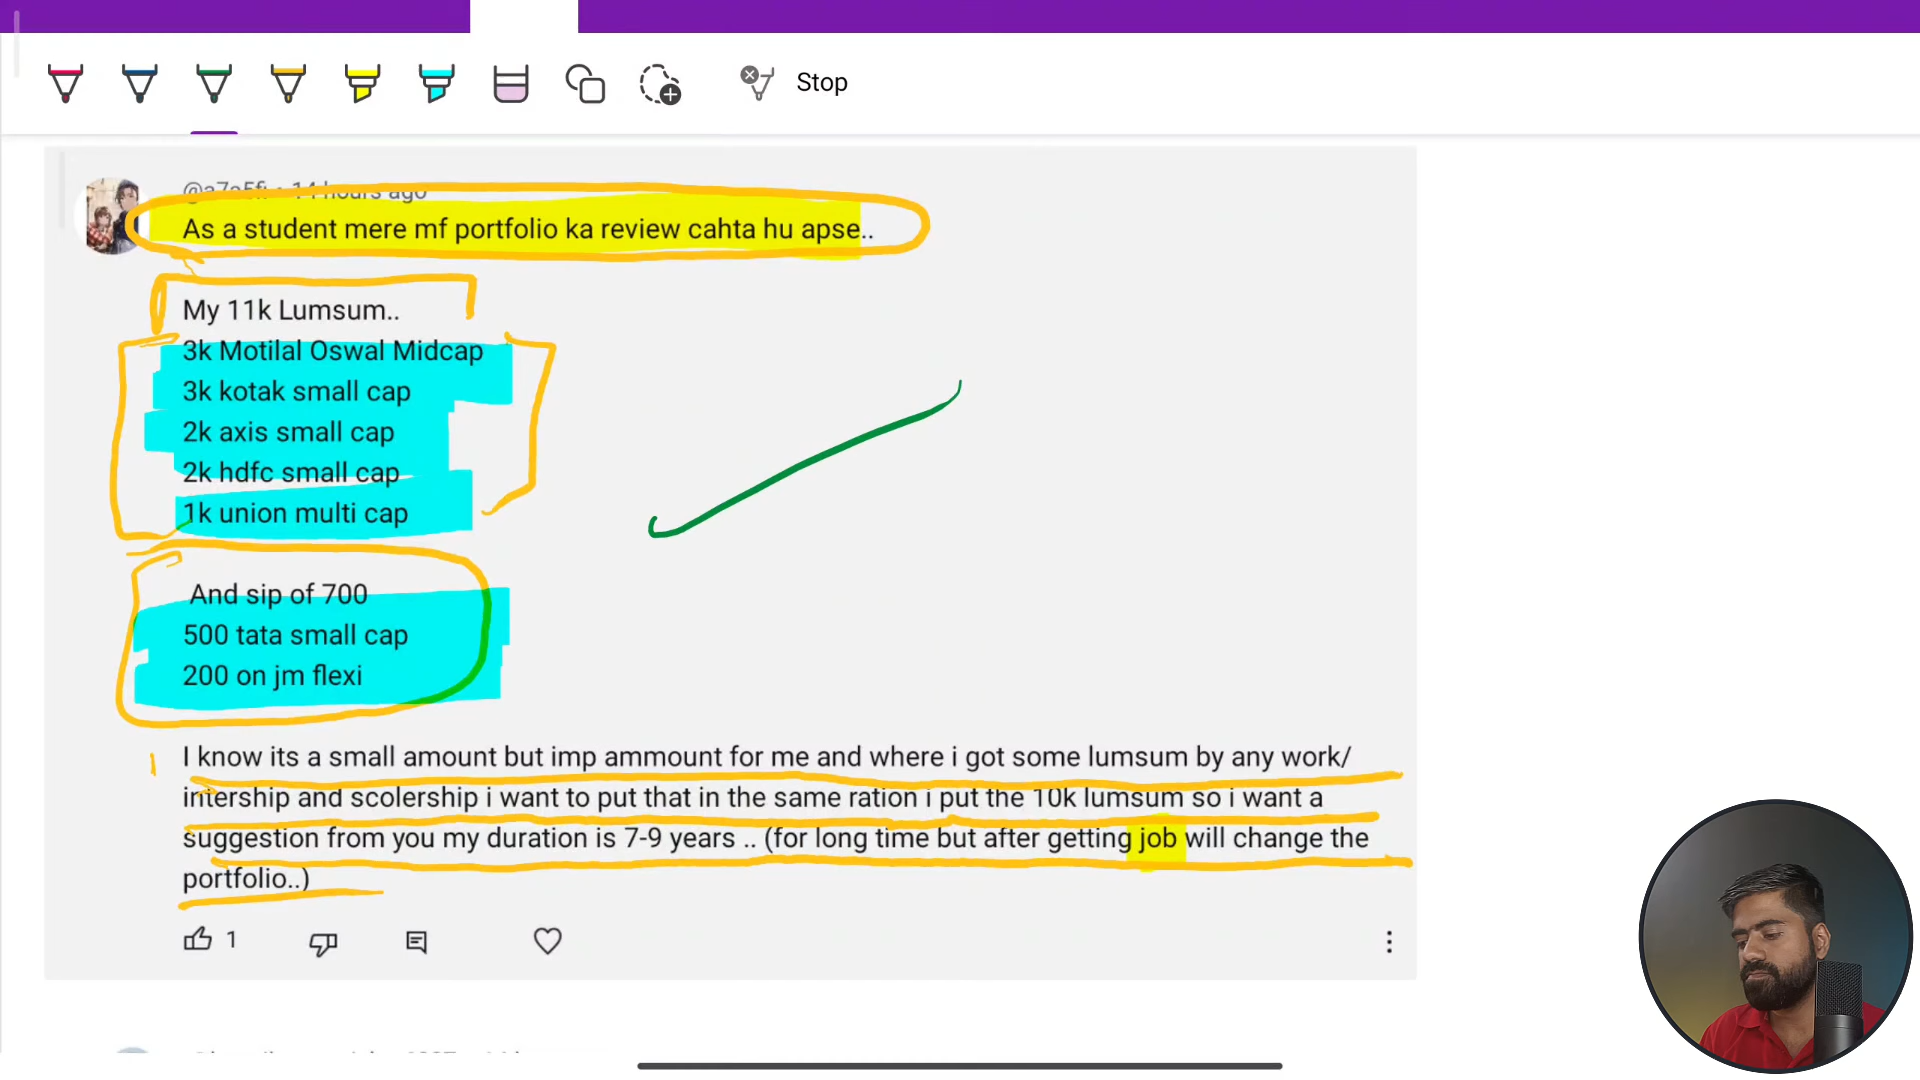 Stop
14 hours ago
As a student mere mf portfolio ka review cahta hu apse..
My 11k Lumsum..
3k Motilal Oswal Midcap
3k kotak small cap
2k axis small cap
2k hdfc small cap
1k union multi cap
And sip of 700
500 tata small cap
200 on jm flexi
I know its a small amount but imp ammount for me and where i got some lumsum by any work/
intership and scolership i want to put that in the same ration i put the 10k lumsum so i want a
suggestion from you my duration is 7-9 years .. (for long time but after getting job will change the
portfolio..)
1